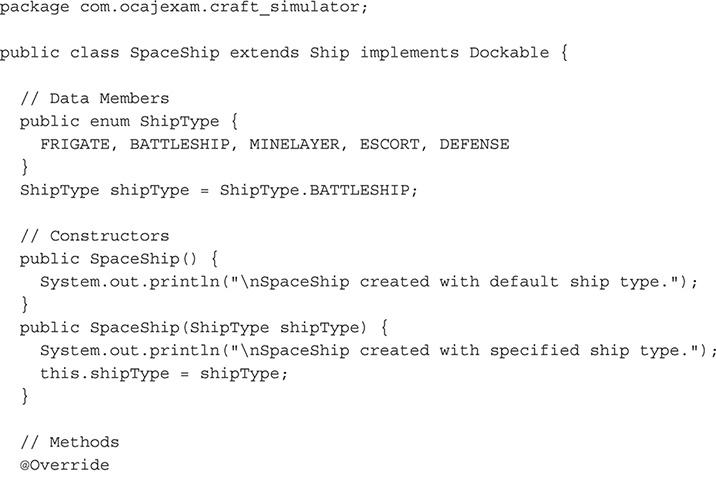 package com.ocajexam.craft_simulator;
public class SpaceShip extends Ship implements Dockable {
// Data Members
public enum ShipType {
FRIGATE, BATTLESHIP, MINELAYER, ESCORT, DEFENSE
}
ShipType shipType = ShipType.BATTLESHIP;
// Constructors
public SpaceShip() {
System.out.println("\nSpaceShip created with default ship type.");
}
public SpaceShip(ShipType shipType) {
System.out.println("\nSpaceShip created with specified ship type.");
this.shipType = shipType;
}
// Methods
@Override